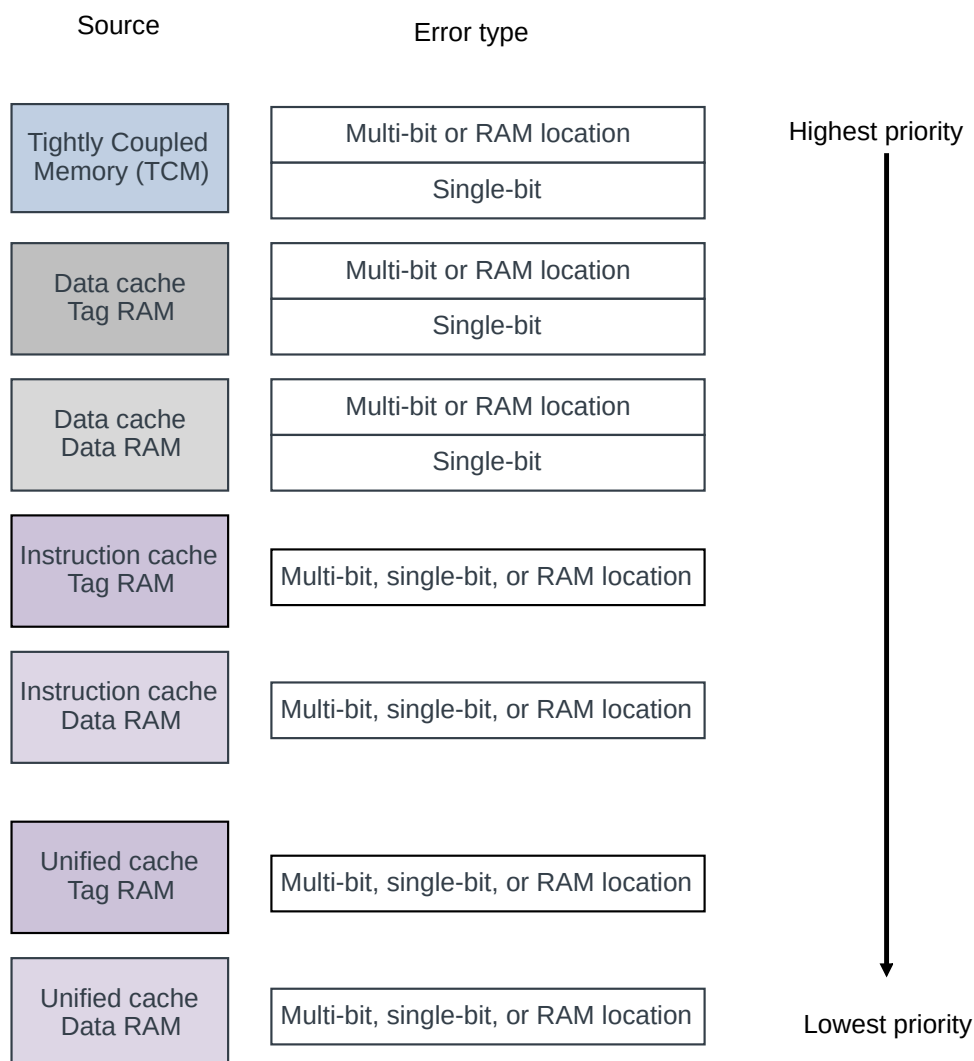 Source
Error type
Tightly Coupled
Memory (TCM)
Multi-bit or RAM location
Single-bit
Highest priority
Data cache
Tag RAM
Multi-bit or RAM location
Single-bit
Data cache
Data RAM
Multi-bit or RAM location
Single-bit
Instruction cache
Tag RAM
Multi-bit, single-bit, or RAM location
Instruction cache
Data RAM
Multi-bit, single-bit, or RAM location
Unified cache
Tag RAM
Multi-bit, single-bit, or RAM location
Unified cache
Data RAM
Multi-bit, single-bit, or RAM location
Lowest priority